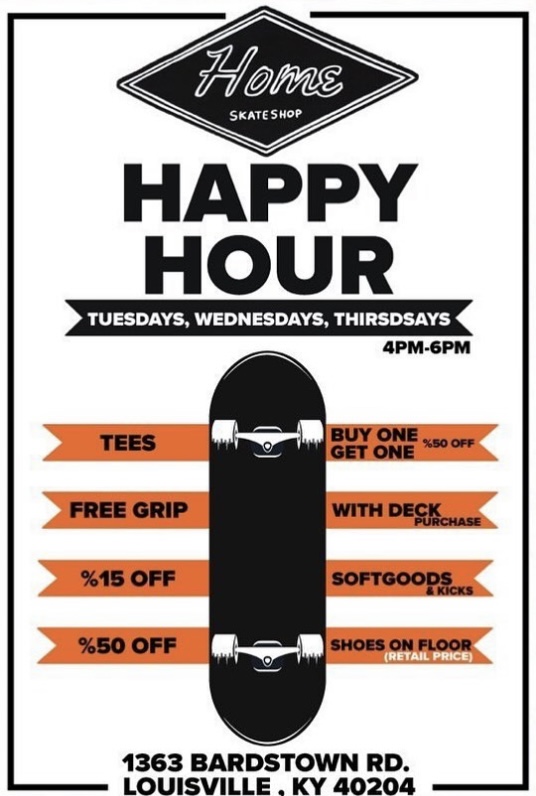 Home
SKATESHOP
HAPPY
HOUR
TUESDAYS, WEDNESDAYS, THIRSDSAYS
4PM-6PM
TEES
BUY ONE
GET ONE %50 OFF
FREE GRIP
WITH DECK
PURCHASE
%15 OFF
SOFTGOODS
& KICKS
%50 OFF
SHOES ON FLOOR
(RETAIL PRICE)
1363 BARDSTOWN RD.
LOUISVILLE , KY 40204